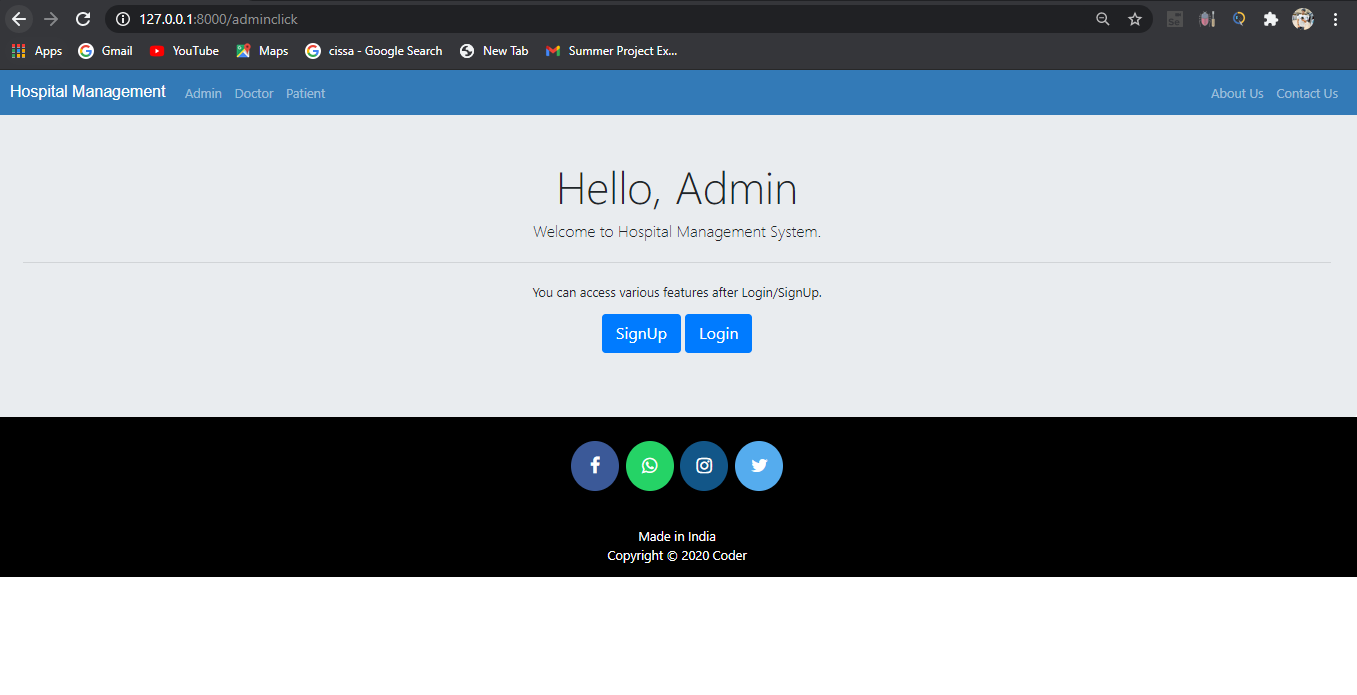 127.0.0.1:8000/adminclick
Apps Gmail YouTube Maps cissa - Google Search New Tab Summer Project Ex...
Hospital Management Admin Doctor Patient About Us Contact Us
Hello, Admin
Welcome to Hospital Management System.
You can access various features after Login/SignUp.
SignUp Login
Made in India
Copyright © 2020 Coder